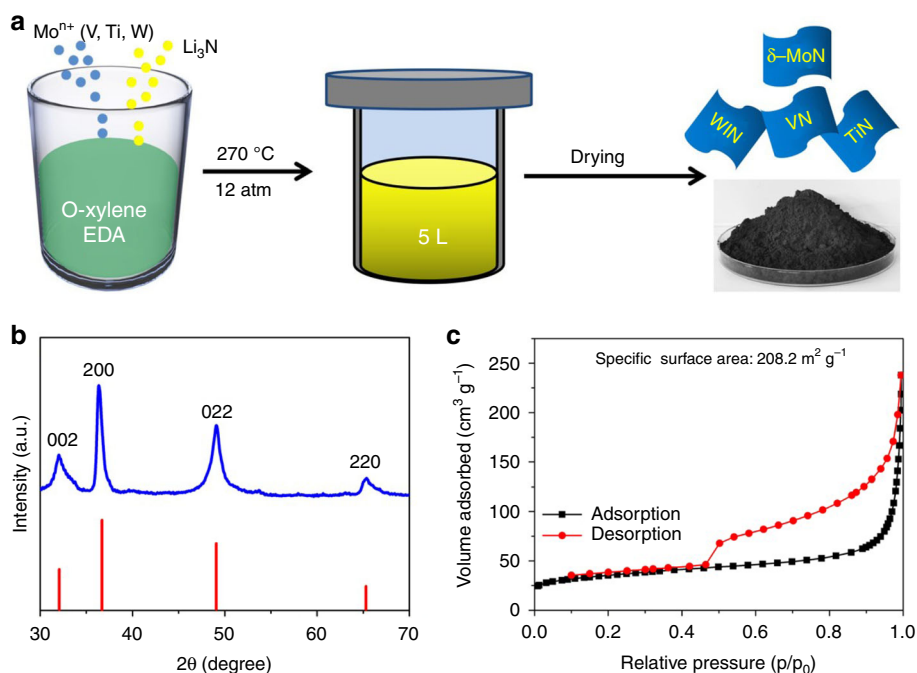 a
Moⁿ⁺ (V, Ti, W)
Li₃N
O-xylene
EDA
270 °C
12 atm
5 L
Drying
δ–MoN
WN
VN
TiN
b
Intensity (a.u.)
002
200
022
220
30
40
50
60
70
2θ (degree)
c
Volume adsorbed (cm³ g⁻¹)
250
200
150
100
50
0
Specific surface area: 208.2 m² g⁻¹
Adsorption
Desorption
0.0
0.2
0.4
0.6
0.8
1.0
Relative pressure (p/p₀)